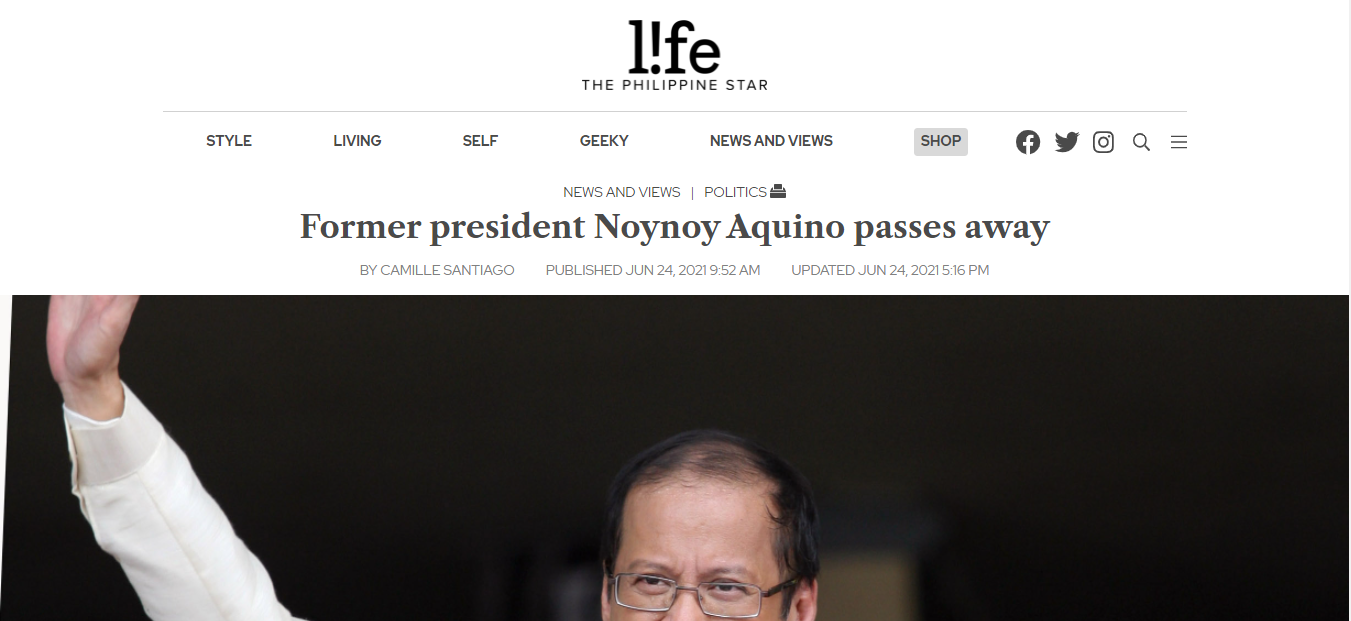 l!fe
THE PHILIPPINE STAR
STYLE LIVING SELF GEEKY NEWS AND VIEWS SHOP
NEWS AND VIEWS | POLITICS
Former president Noynoy Aquino passes away
BY CAMILLE SANTIAGO PUBLISHED JUN 24, 2021 9:52 AM UPDATED JUN 24, 2021 5:16 PM